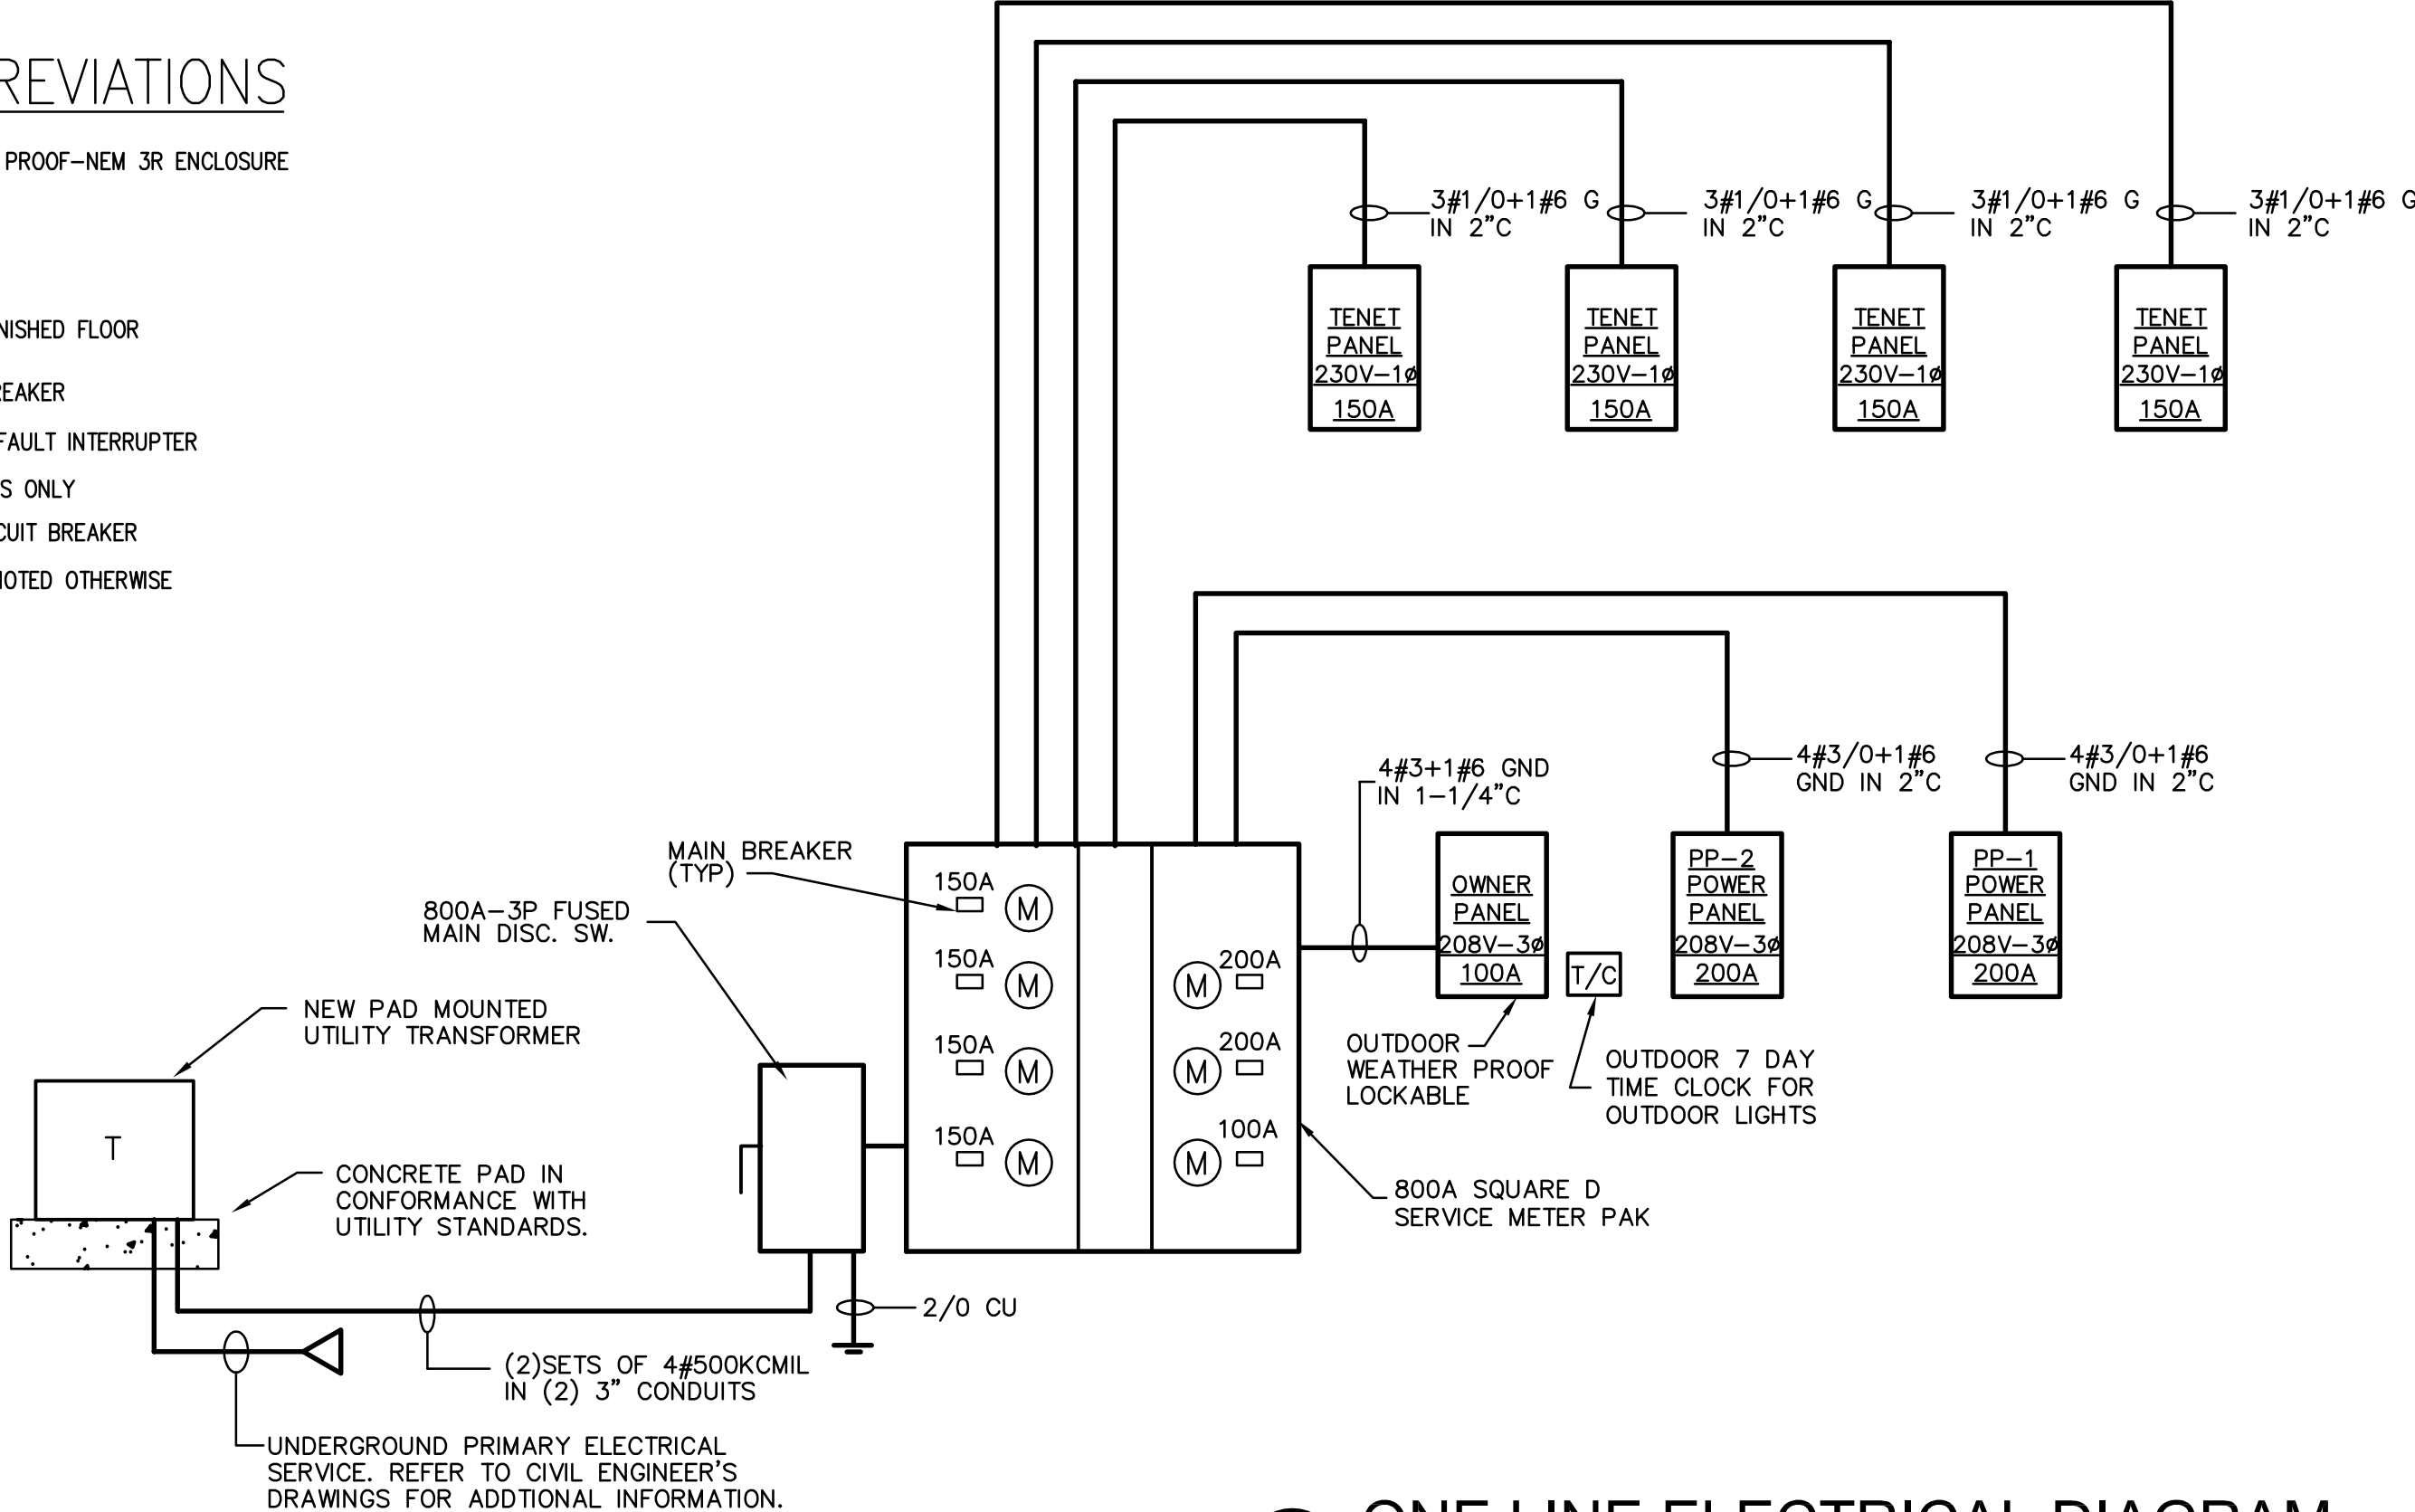 REVIATIONS
PROOF-NEM 3R ENCLOSURE
NISHED FLOOR
REAKER
FAULT INTERRUPTER
S ONLY
CUIT BREAKER
NOTED OTHERWISE
3#1/0+1#6 G
IN 2"C
3#1/0+1#6 G
IN 2"C
3#1/0+1#6 G
IN 2"C
3#1/0+1#6 G
IN 2"C
TENET
PANEL
230V-1ø
150A
TENET
PANEL
230V-1ø
150A
TENET
PANEL
230V-1ø
150A
TENET
PANEL
230V-1ø
150A
4#3+1#6 GND
IN 1-1/4"C
4#3/0+1#6
GND IN 2"C
4#3/0+1#6
GND IN 2"C
OWNER
PANEL
208V-3ø
100A
T/C
PP-2
POWER
PANEL
208V-3ø
200A
PP-1
POWER
PANEL
208V-3ø
200A
MAIN BREAKER
(TYP)
800A-3P FUSED
MAIN DISC. SW.
150A
M
150A
M
150A
M
150A
M
200A
M
200A
M
100A
M
OUTDOOR
WEATHER PROOF
LOCKABLE
OUTDOOR 7 DAY
TIME CLOCK FOR
OUTDOOR LIGHTS
800A SQUARE D
SERVICE METER PAK
NEW PAD MOUNTED
UTILITY TRANSFORMER
T
CONCRETE PAD IN
CONFORMANCE WITH
UTILITY STANDARDS.
2/0 CU
(2)SETS OF 4#500KCMIL
IN (2) 3" CONDUITS
UNDERGROUND PRIMARY ELECTRICAL
SERVICE. REFER TO CIVIL ENGINEER'S
DRAWINGS FOR ADDTIONAL INFORMATION.
ONE LINE ELECTRICAL DIAGRAM